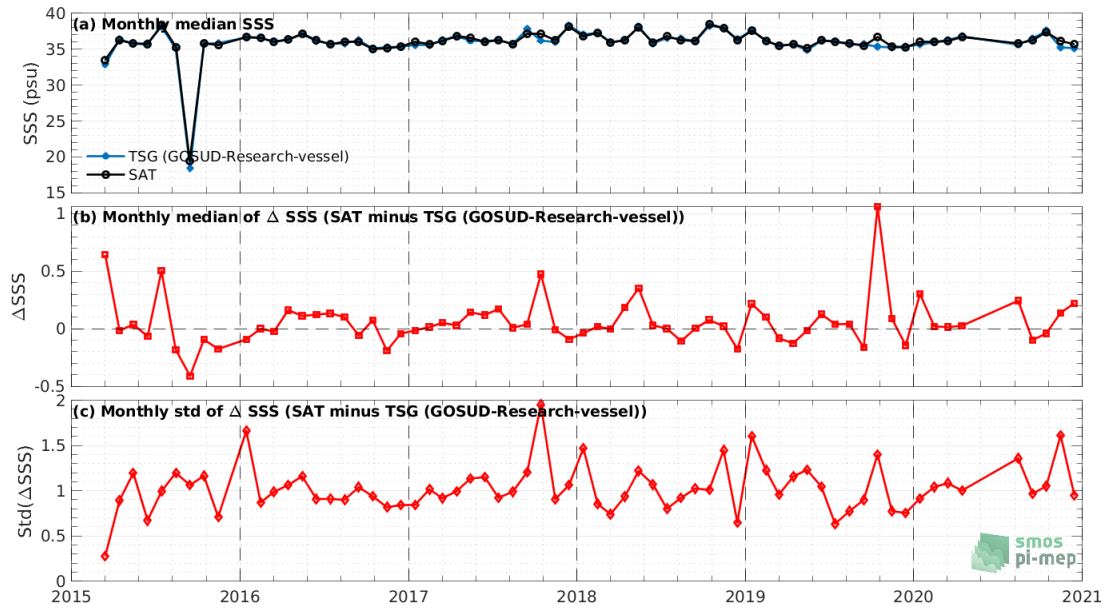 (a) Monthly median SSS
40
35
30
25
20
15
SSS (psu)
TSG (GOSUD-Research-vessel)
SAT
(b) Monthly median of Δ SSS (SAT minus TSG (GOSUD-Research-vessel))
1
0.5
0
-0.5
ΔSSS
(c) Monthly std of Δ SSS (SAT minus TSG (GOSUD-Research-vessel))
2
1.5
1
0.5
0
Std(ΔSSS)
smos
pi-mep
2015 2016 2017 2018 2019 2020 2021